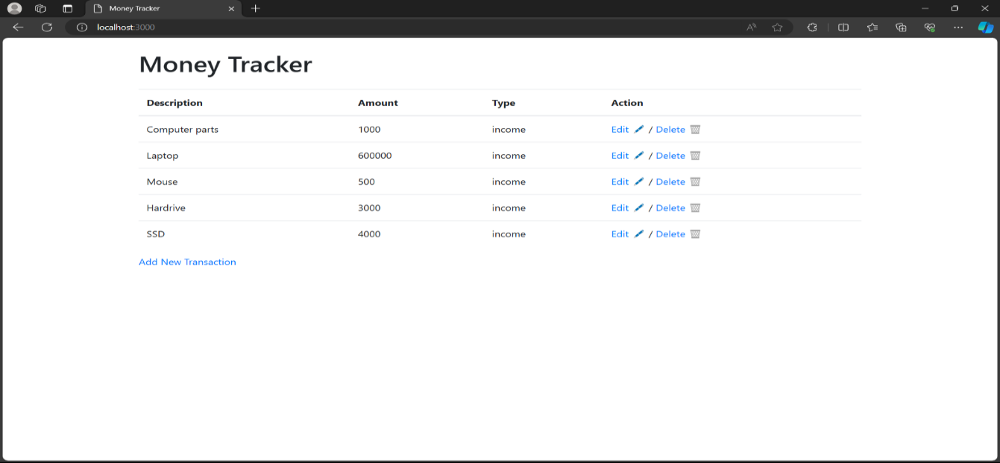 Money Tracker
localhost:3000
Money Tracker
Description Amount Type Action
Computer parts 1000 income Edit / Delete
Laptop 600000 income Edit / Delete
Mouse 500 income Edit / Delete
Hardrive 3000 income Edit / Delete
SSD 4000 income Edit / Delete
Add New Transaction